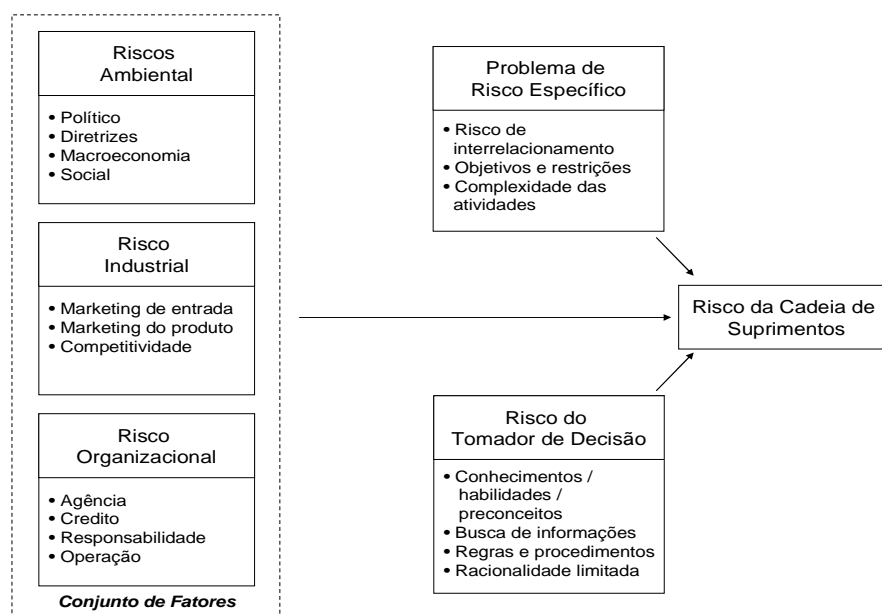 Riscos
Ambiental
• Político
• Diretrizes
• Macroeconomia
• Social
Risco
Industrial
• Marketing de entrada
• Marketing do produto
• Competitividade
Risco
Organizacional
• Agência
• Credito
• Responsabilidade
• Operação
Conjunto de Fatores
Problema de
Risco Específico
• Risco de
interrelacionamento
• Objetivos e restrições
• Complexidade das
atividades
Risco da Cadeia de
Suprimentos
Risco do
Tomador de Decisão
• Conhecimentos /
habilidades /
preconceitos
• Busca de informações
• Regras e procedimentos
• Racionalidade limitada